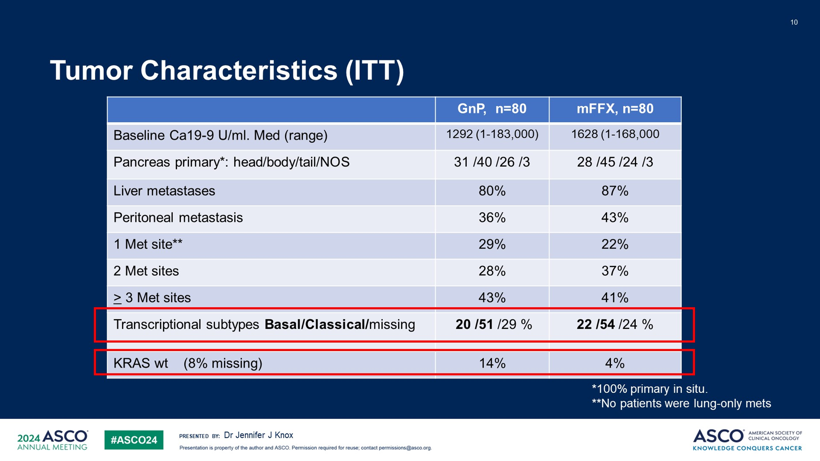 10
Tumor Characteristics (ITT)
GnP, n=80 mFFX, n=80
Baseline Ca19-9 U/ml. Med (range) 1292 (1-183,000) 1628 (1-168,000
Pancreas primary*: head/body/tail/NOS 31 /40 /26 /3 28 /45 /24 /3
Liver metastases 80% 87%
Peritoneal metastasis 36% 43%
1 Met site** 29% 22%
2 Met sites 28% 37%
> 3 Met sites 43% 41%
Transcriptional subtypes Basal/Classical/missing 20 /51 /29 % 22 /54 /24 %
KRAS wt (8% missing) 14% 4%
*100% primary in situ.
**No patients were lung-only mets
2024 ASCO
ANNUAL MEETING
#ASCO24
PRESENTED BY: Dr Jennifer J Knox
Presentation is property of the author and ASCO. Permission required for reuse; contact permissions@asco.org.
ASCO AMERICAN SOCIETY OF
CLINICAL ONCOLOGY
KNOWLEDGE CONQUERS CANCER